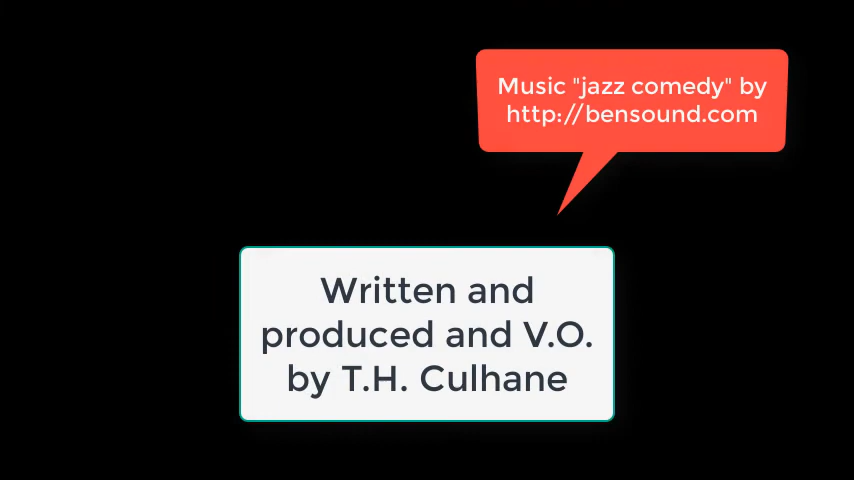 Music "jazz comedy" by
http://bensound.com
Written and
produced and V.O.
by T.H. Culhane